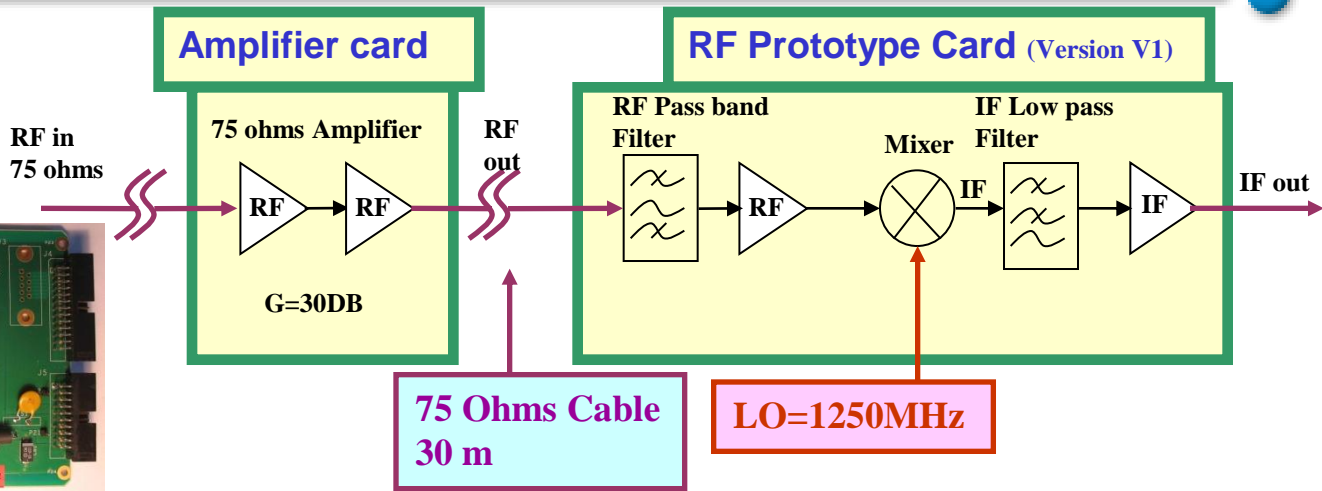 Amplifier card
RF Prototype Card (Version V1)
RF in
75 ohms
75 ohms Amplifier
RF
RF
G=30DB
RF
out
RF Pass band
Filter
RF
Mixer
IF
IF Low pass
Filter
IF
IF out
75 Ohms Cable
30 m
LO=1250MHz
J4
J5